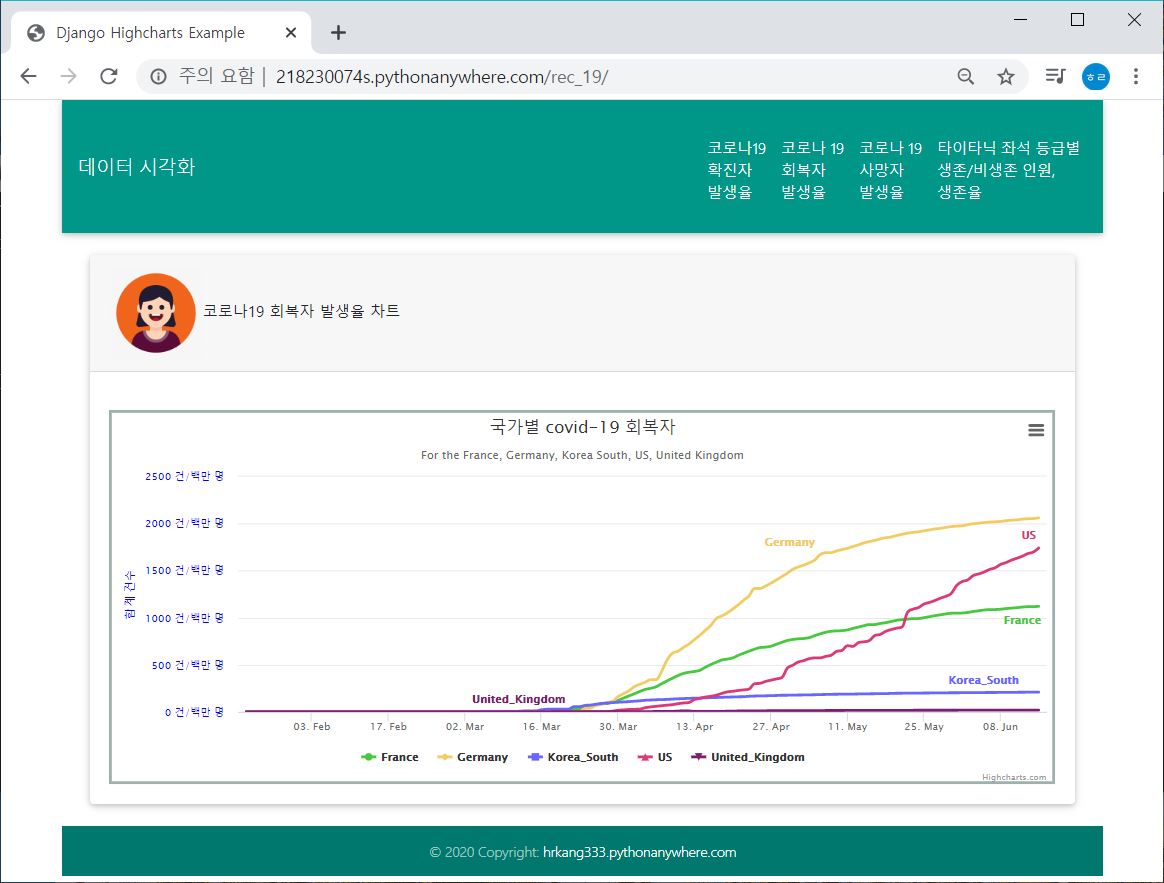 Django Highcharts Example
주의 요함 | 218230074s.pythonanywhere.com/rec_19/
ㅎㄹ
데이터 시각화
코로나19 확진자 발생율
코로나 19 회복자 발생율
코로나 19 사망자 발생율
타이타닉 좌석 등급별 생존/비생존 인원, 생존율
코로나19 회복자 발생율 차트
국가별 covid-19 회복자
For the France, Germany, Korea South, US, United Kingdom
합계 건수
2500 건/백만 명
2000 건/백만 명
1500 건/백만 명
1000 건/백만 명
500 건/백만 명
0 건/백만 명
Germany
US
France
Korea_South
United_Kingdom
03. Feb 17. Feb 02. Mar 16. Mar 30. Mar 13. Apr 27. Apr 11. May 25. May 08. Jun
France Germany Korea_South US United_Kingdom
Highcharts.com
© 2020 Copyright: hrkang333.pythonanywhere.com